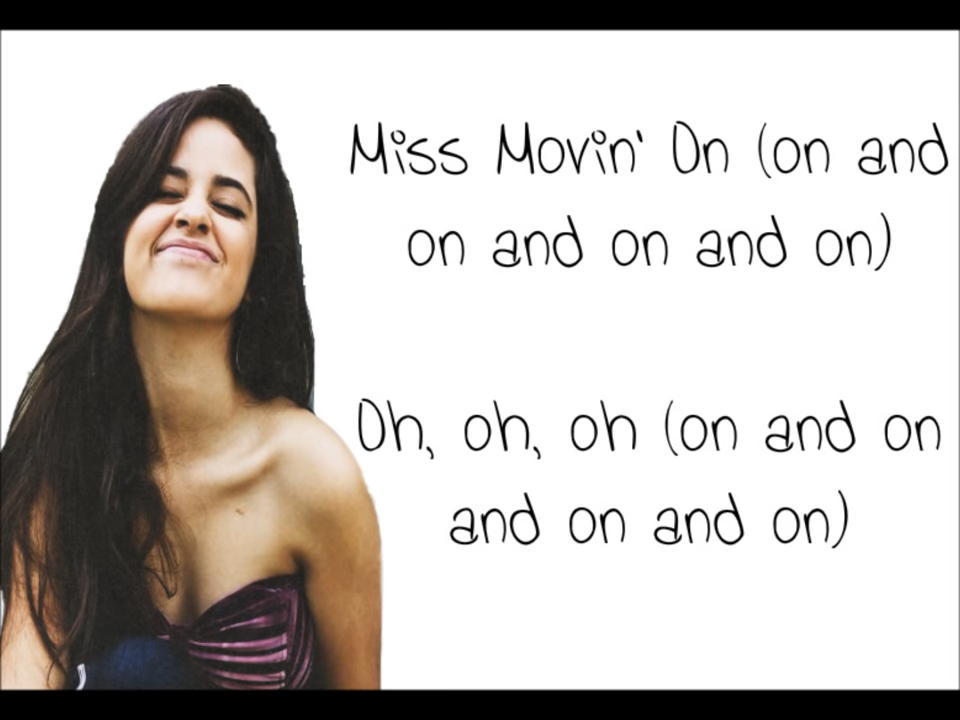 Miss Movin' On (on and
on and on and on)
Oh, oh, oh (on and on
and on and on)